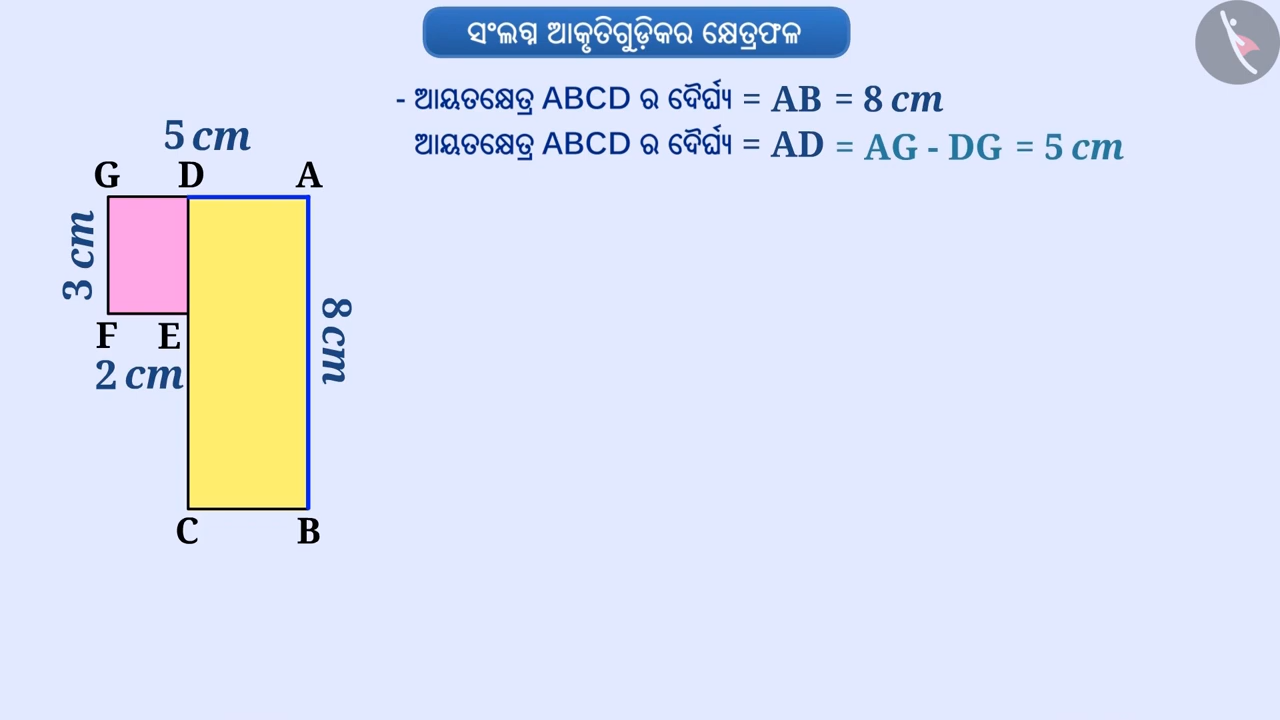 ସଂଲଗ୍ନ ଆକୃତିଗୁଡ଼ିକର କ୍ଷେତ୍ରଫଳ
- ଆୟତକ୍ଷେତ୍ର ABCD ର ଦୈର୍ଘ୍ୟ = AB = 8 cm
ଆୟତକ୍ଷେତ୍ର ABCD ର ଦୈର୍ଘ୍ୟ = AD = AG - DG = 5 cm
5 cm
G D A
3 cm
8 cm
F E
2 cm
C B